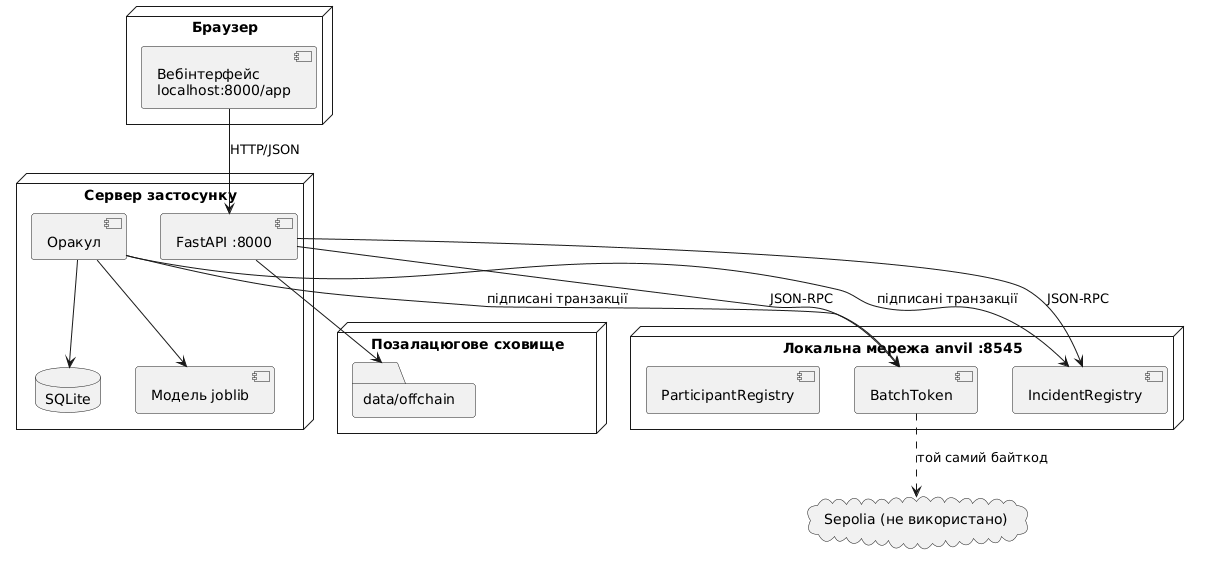 Браузер
Вебінтерфейс
localhost:8000/app
HTTP/JSON
Сервер застосунку
Оракул
FastAPI :8000
підписані транзакції
JSON-RPC
підписані транзакції
JSON-RPC
Позалацюгове сховище
Локальна мережа anvil :8545
SQLite
Модель joblib
data/offchain
ParticipantRegistry
BatchToken
IncidentRegistry
той самий байткод
Sepolia (не використано)